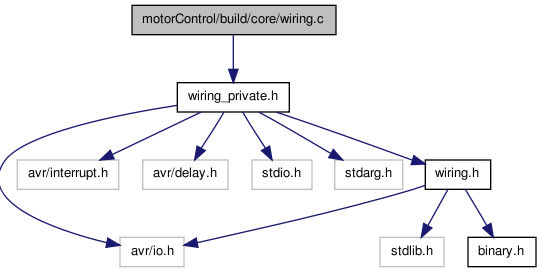 motorControl/build/core/wiring.c
wiring_private.h
avr/interrupt.h
avr/delay.h
stdio.h
stdarg.h
wiring.h
avr/io.h
stdlib.h
binary.h